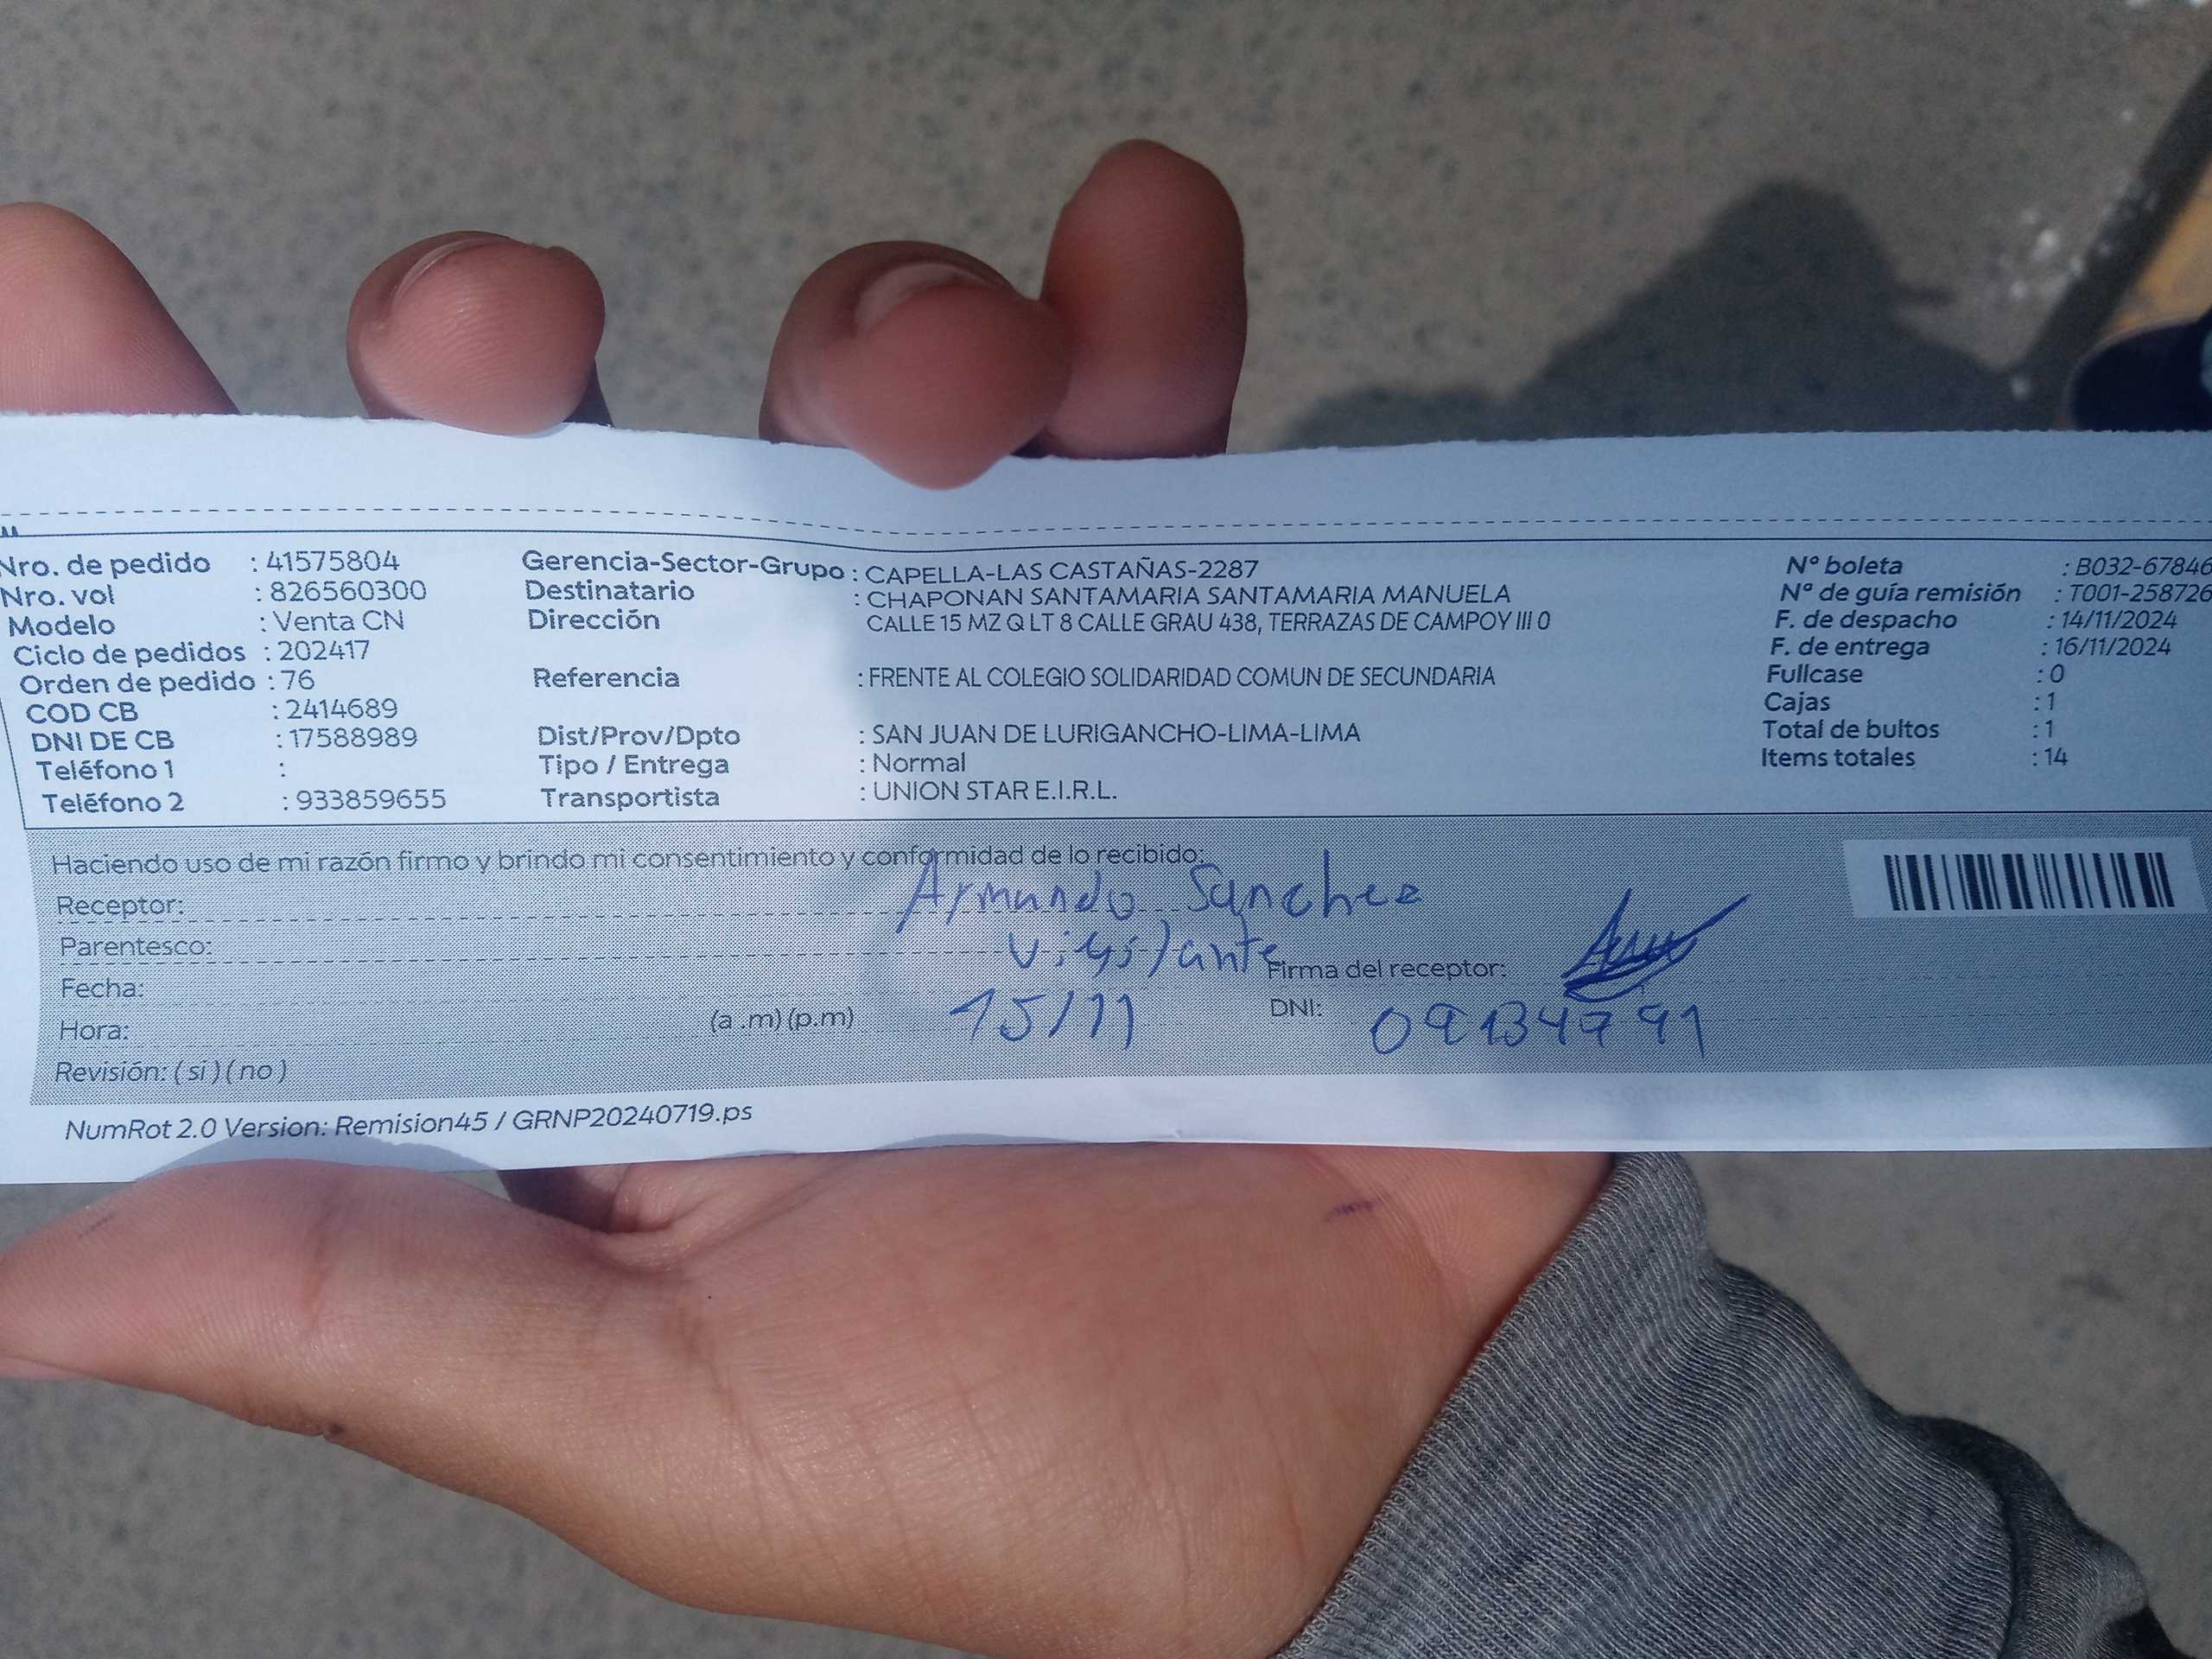 Nro. de pedido : 41575804 Gerencia-Sector-Grupo : CAPELLA-LAS CASTAÑAS-2287 N° boleta : B032-67846
Nro. vol : 826560300 Destinatario : CHAPONAN SANTAMARIA SANTAMARIA MANUELA N° de guía remisión : T001-258726
Modelo : Venta CN Dirección CALLE 15 MZ Q LT 8 CALLE GRAU 438, TERRAZAS DE CAMPOY III 0 F. de despacho : 14/11/2024
Ciclo de pedidos : 202417 F. de entrega : 16/11/2024
Orden de pedido : 76 Referencia : FRENTE AL COLEGIO SOLIDARIDAD COMUN DE SECUNDARIA Fullcase : 0
COD CB : 2414689 Cajas : 1
DNI DE CB : 17588989 Dist/Prov/Dpto : SAN JUAN DE LURIGANCHO-LIMA-LIMA Total de bultos : 1
Teléfono 1 : Tipo / Entrega : Normal Items totales : 14
Teléfono 2 : 933859655 Transportista : UNION STAR E.I.R.L.
Haciendo uso de mi razón firmo y brindo mi consentimiento y conformidad de lo recibido:
Receptor: Armando Sanchez
Parentesco: vigilante
Firma del receptor:
Fecha: 15/11
Hora: (a .m) (p.m) DNI:
Revisión: ( si ) ( no )
NumRot 2.0 Version: Remision45 / GRNP20240719.ps